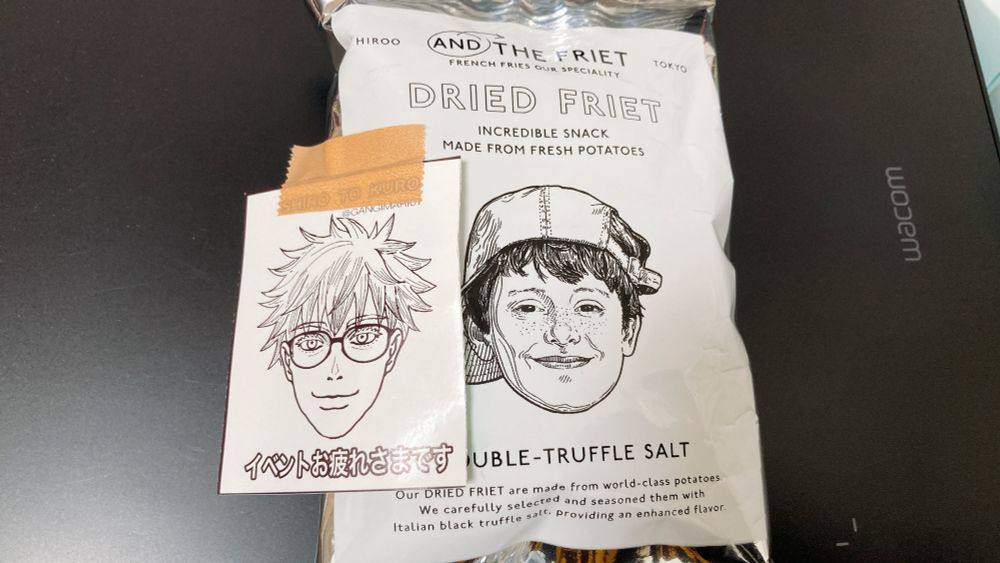 HIROO
AND THE FRIET
TOKYO
FRENCH FRIES OUR SPECIALITY
DRIED FRIET
INCREDIBLE SNACK
MADE FROM FRESH POTATOES
SHIRO TO KURO
イベントお疲れさまです
UBLE-TRUFFLE SALT
Our DRIED FRIET are made from world-class potatoes.
We carefully selected and seasoned them with
Italian black truffle salt, providing an enhanced flavor.
wacom